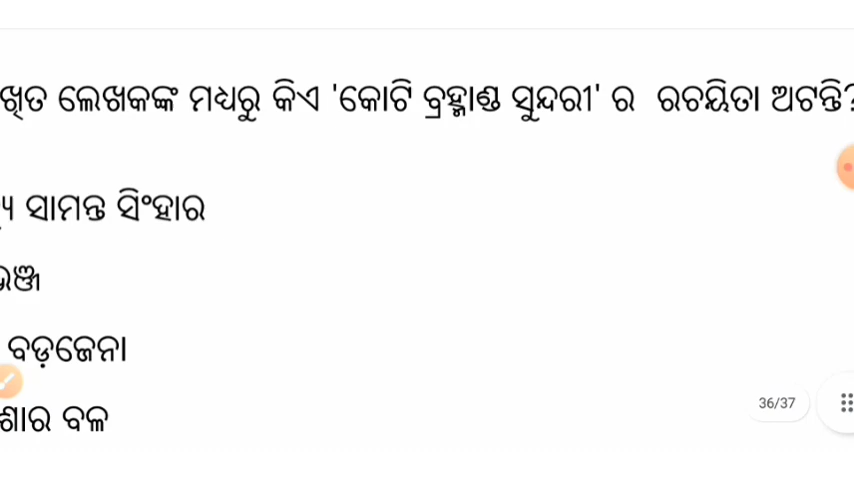 ଖିତ ଲେଖକଙ୍କ ମଧ୍ୟରୁ କିଏ 'କୋଟି ବ୍ରହ୍ମାଣ୍ଡ ସୁନ୍ଦରୀ' ର ରଚୟିତା ଅଟନ୍ତି?
ସାମନ୍ତ ସିଂହାର
ଭଞ୍ଜ
ବଡ଼ଜେନା
ଶୋର ବଳ
36/37